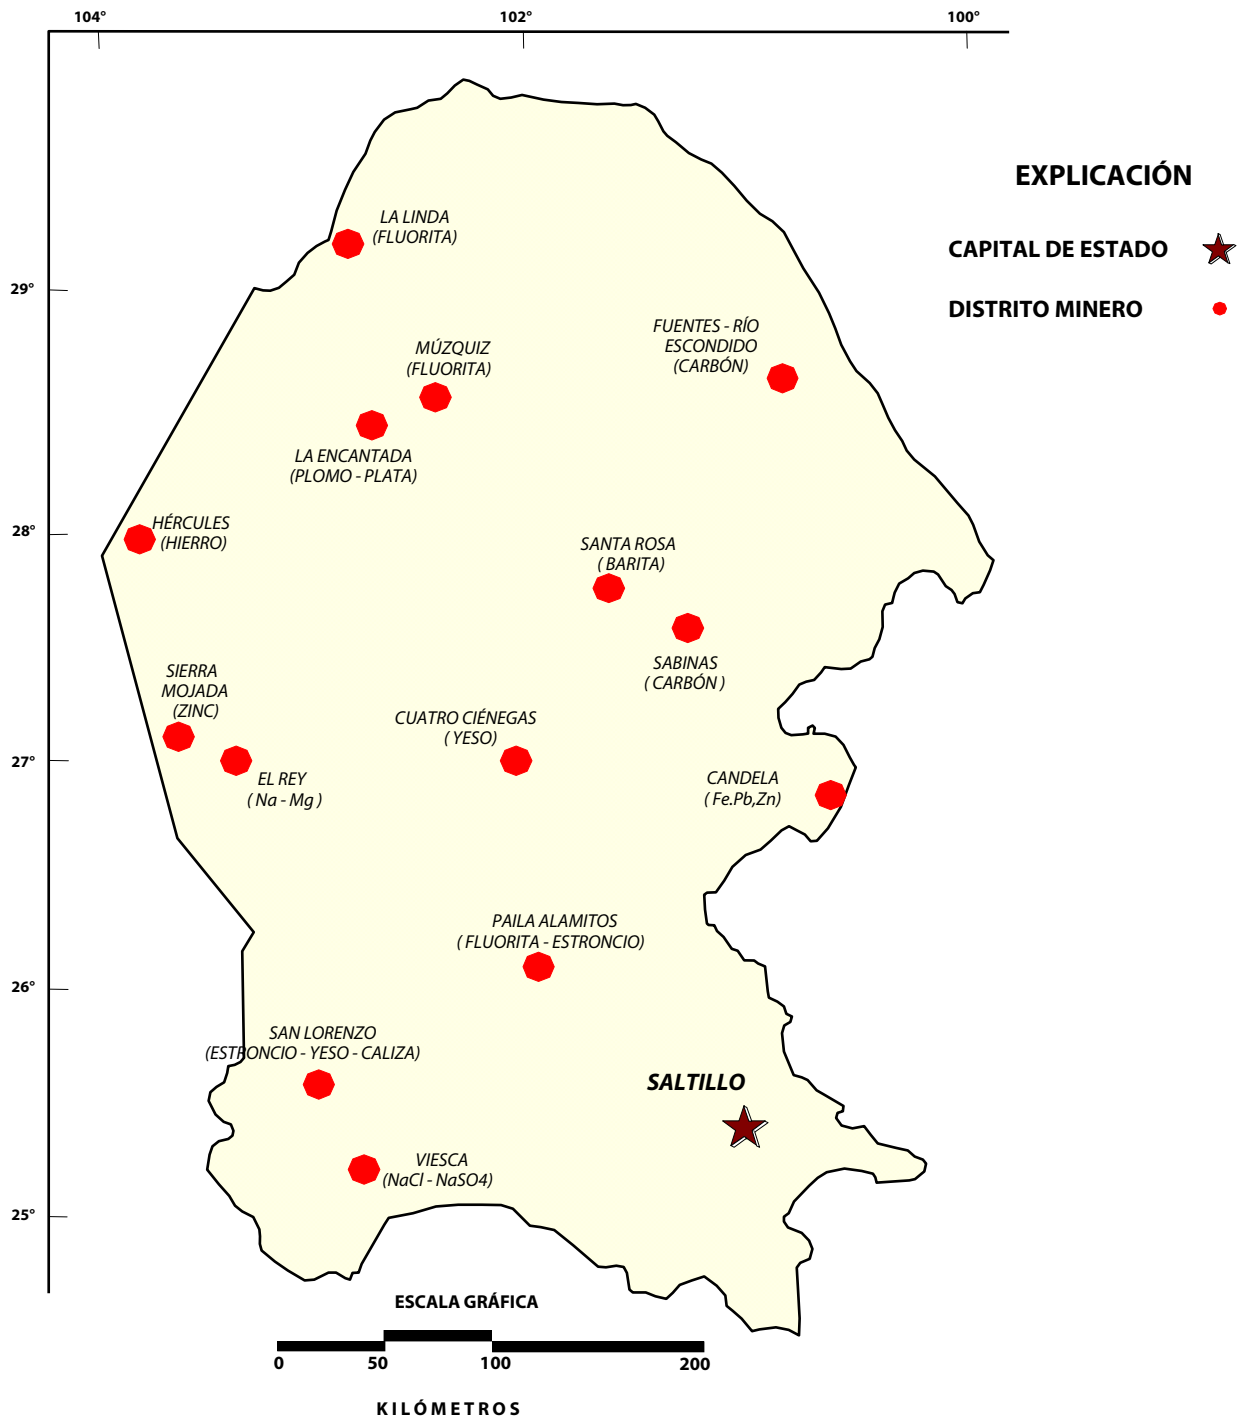 104°
102°
100°
EXPLICACIÓN
CAPITAL DE ESTADO
DISTRITO MINERO
LA LINDA
(FLUORITA)
29°
FUENTES - RÍO
ESCONDIDO
(CARBÓN)
MÚZQUIZ
(FLUORITA)
LA ENCANTADA
(PLOMO - PLATA)
28°
HÉRCULES
(HIERRO)
SANTA ROSA
( BARITA)
SABINAS
( CARBÓN )
SIERRA
MOJADA
(ZINC)
CUATRO CIÉNEGAS
( YESO)
27°
EL REY
( Na - Mg )
CANDELA
( Fe.Pb,Zn)
PAILA ALAMITOS
( FLUORITA - ESTRONCIO)
26°
SAN LORENZO
(ESTRONCIO - YESO - CALIZA)
SALTILLO
VIESCA
(NaCl - NaSO4)
25°
ESCALA GRÁFICA
0
50
100
200
KILÓMETROS